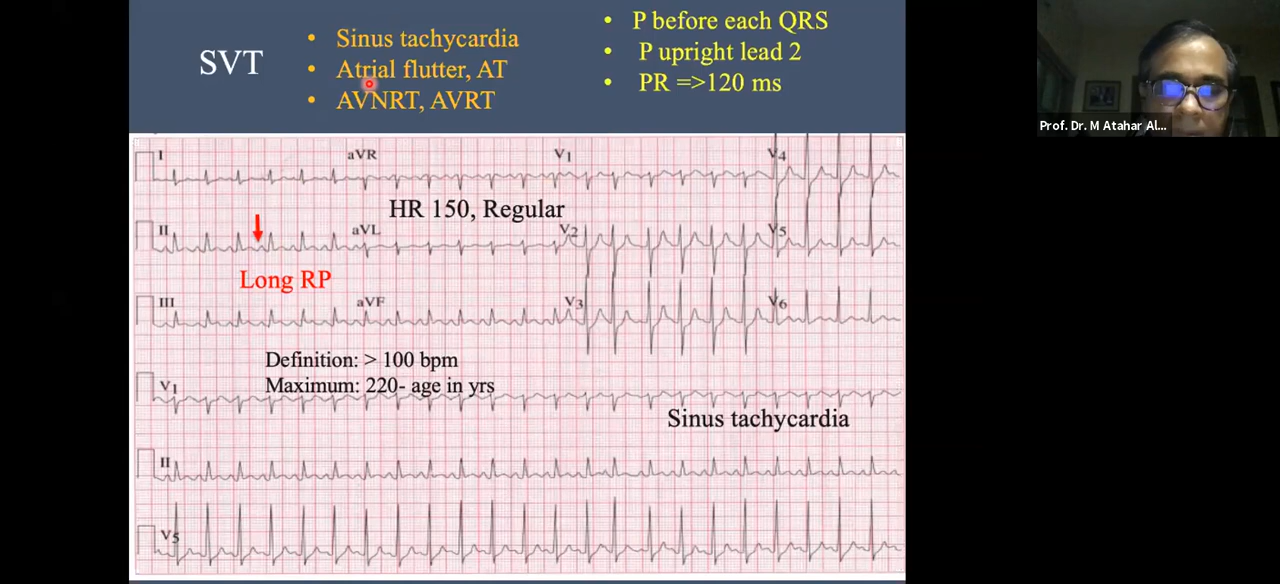 SVT
• Sinus tachycardia
• Atrial flutter, AT
• AVNRT, AVRT
• P before each QRS
• P upright lead 2
• PR =>120 ms
Prof. Dr. M Atahar Al...
I aVR V1 V4
HR 150, Regular
II aVL V2 V5
Long RP
III aVF V3 V6
Definition: > 100 bpm
Maximum: 220- age in yrs
V1
Sinus tachycardia
II
V5